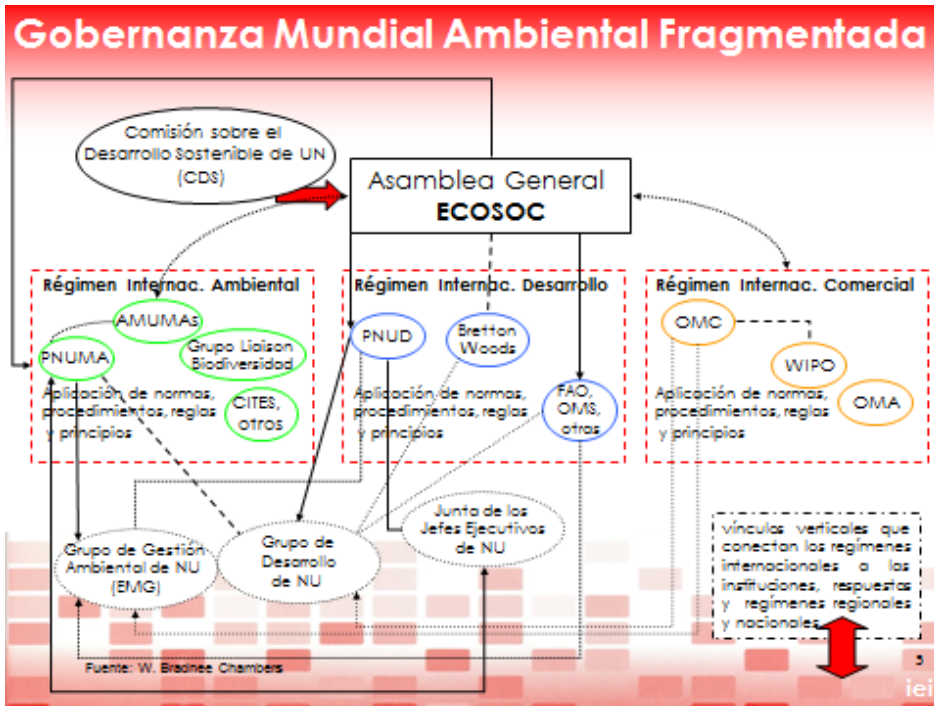 Gobernanza Mundial Ambiental Fragmentada
Comisión sobre el
Desarrollo Sostenible de UN
(CDS)
Asamblea General
ECOSOC
Régimen Internac. Ambiental
AMUMAs
Grupo Liaison
Biodiversidad
PNUMA
CITES,
otros
Aplicación de normas,
procedimientos, reglas
y principios
Régimen Internac. Desarrollo
PNUD
Bretton
Woods
FAO,
OMS,
otras
Aplicación de normas,
procedimientos, reglas
y principios
Régimen Internac. Comercial
OMC
WIPO
OMA
Aplicación de normas,
procedimientos, reglas
y principios
Grupo de Gestión
Ambiental de NU
(EMG)
Grupo de
Desarrollo
de NU
Junta de los
Jefes Ejecutivos
de NU
vínculas verticales que
conectan los regímenes
internacionales a las
instituciones, respuestas
y regímenes regionales
y nacionales
Fuente: W. Bradnee Chambers
5
iei